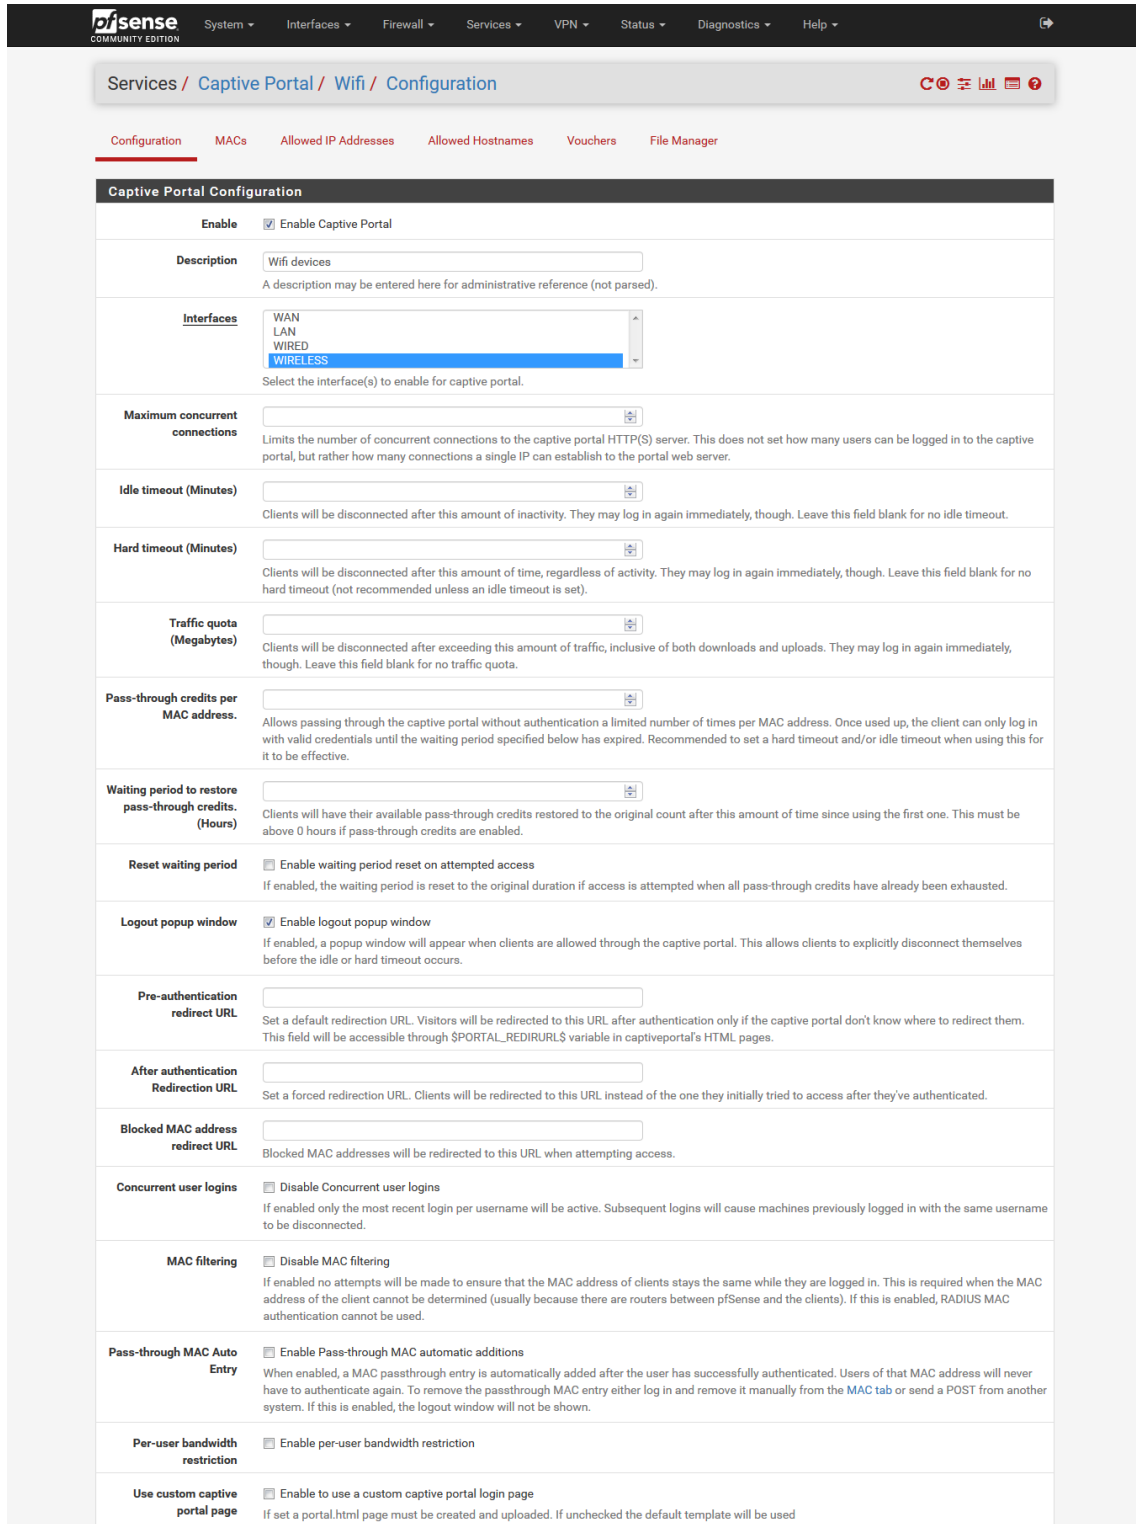 pfsense
COMMUNITY EDITION
System Interfaces Firewall Services VPN Status Diagnostics Help
Services / Captive Portal / Wifi / Configuration
Configuration MACs Allowed IP Addresses Allowed Hostnames Vouchers File Manager
Captive Portal Configuration
Enable Enable Captive Portal
Description Wifi devices
A description may be entered here for administrative reference (not parsed).
Interfaces WAN
LAN
WIRED
WIRELESS
Select the interface(s) to enable for captive portal.
Maximum concurrent
connections
Limits the number of concurrent connections to the captive portal HTTP(S) server. This does not set how many users can be logged in to the captive
portal, but rather how many connections a single IP can establish to the portal web server.
Idle timeout (Minutes)
Clients will be disconnected after this amount of inactivity. They may log in again immediately, though. Leave this field blank for no idle timeout.
Hard timeout (Minutes)
Clients will be disconnected after this amount of time, regardless of activity. They may log in again immediately, though. Leave this field blank for no
hard timeout (not recommended unless an idle timeout is set).
Traffic quota
(Megabytes)
Clients will be disconnected after exceeding this amount of traffic, inclusive of both downloads and uploads. They may log in again immediately,
though. Leave this field blank for no traffic quota.
Pass-through credits per
MAC address.
Allows passing through the captive portal without authentication a limited number of times per MAC address. Once used up, the client can only log in
with valid credentials until the waiting period specified below has expired. Recommended to set a hard timeout and/or idle timeout when using this for
it to be effective.
Waiting period to restore
pass-through credits.
(Hours)
Clients will have their available pass-through credits restored to the original count after this amount of time since using the first one. This must be
above 0 hours if pass-through credits are enabled.
Reset waiting period Enable waiting period reset on attempted access
If enabled, the waiting period is reset to the original duration if access is attempted when all pass-through credits have already been exhausted.
Logout popup window Enable logout popup window
If enabled, a popup window will appear when clients are allowed through the captive portal. This allows clients to explicitly disconnect themselves
before the idle or hard timeout occurs.
Pre-authentication
redirect URL
Set a default redirection URL. Visitors will be redirected to this URL after authentication only if the captive portal don't know where to redirect them.
This field will be accessible through $PORTAL_REDIRURL$ variable in captiveportal's HTML pages.
After authentication
Redirection URL
Set a forced redirection URL. Clients will be redirected to this URL instead of the one they initially tried to access after they've authenticated.
Blocked MAC address
redirect URL
Blocked MAC addresses will be redirected to this URL when attempting access.
Concurrent user logins Disable Concurrent user logins
If enabled only the most recent login per username will be active. Subsequent logins will cause machines previously logged in with the same username
to be disconnected.
MAC filtering Disable MAC filtering
If enabled no attempts will be made to ensure that the MAC address of clients stays the same while they are logged in. This is required when the MAC
address of the client cannot be determined (usually because there are routers between pfSense and the clients). If this is enabled, RADIUS MAC
authentication cannot be used.
Pass-through MAC Auto
Entry
Enable Pass-through MAC automatic additions
When enabled, a MAC passthrough entry is automatically added after the user has successfully authenticated. Users of that MAC address will never
have to authenticate again. To remove the passthrough MAC entry either log in and remove it manually from the MAC tab or send a POST from another
system. If this is enabled, the logout window will not be shown.
Per-user bandwidth
restriction
Enable per-user bandwidth restriction
Use custom captive
portal page
Enable to use a custom captive portal login page
If set a portal.html page must be created and uploaded. If unchecked the default template will be used